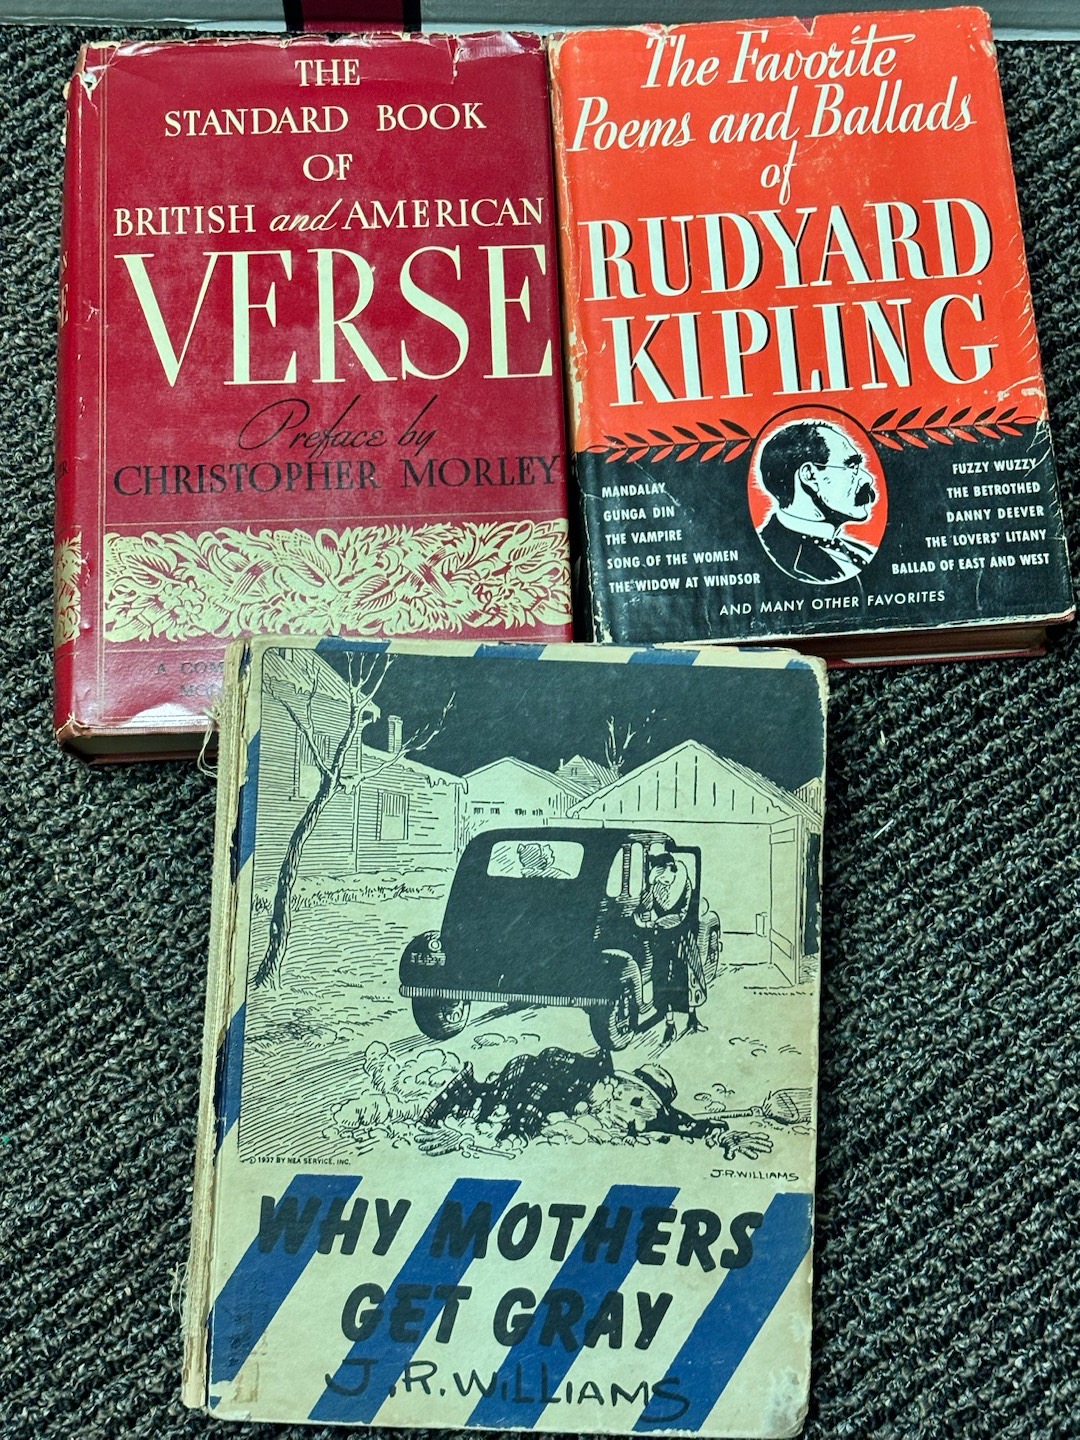 THE
STANDARD BOOK
OF
BRITISH and AMERICAN
VERSE
Preface by
CHRISTOPHER MORLEY
A COM
MOD
The Favorite
Poems and Ballads
of
RUDYARD
KIPLING
MANDALAY
GUNGA DIN
THE VAMPIRE
SONG OF THE WOMEN
THE WIDOW AT WINDSOR
FUZZY WUZZY
THE BETROTHED
DANNY DEEVER
THE LOVERS' LITANY
BALLAD OF EAST AND WEST
AND MANY OTHER FAVORITES
© 1937 BY NEA SERVICE, INC.
J.R.WILLIAMS
WHY MOTHERS
GET GRAY
J.R.WILLIAMS